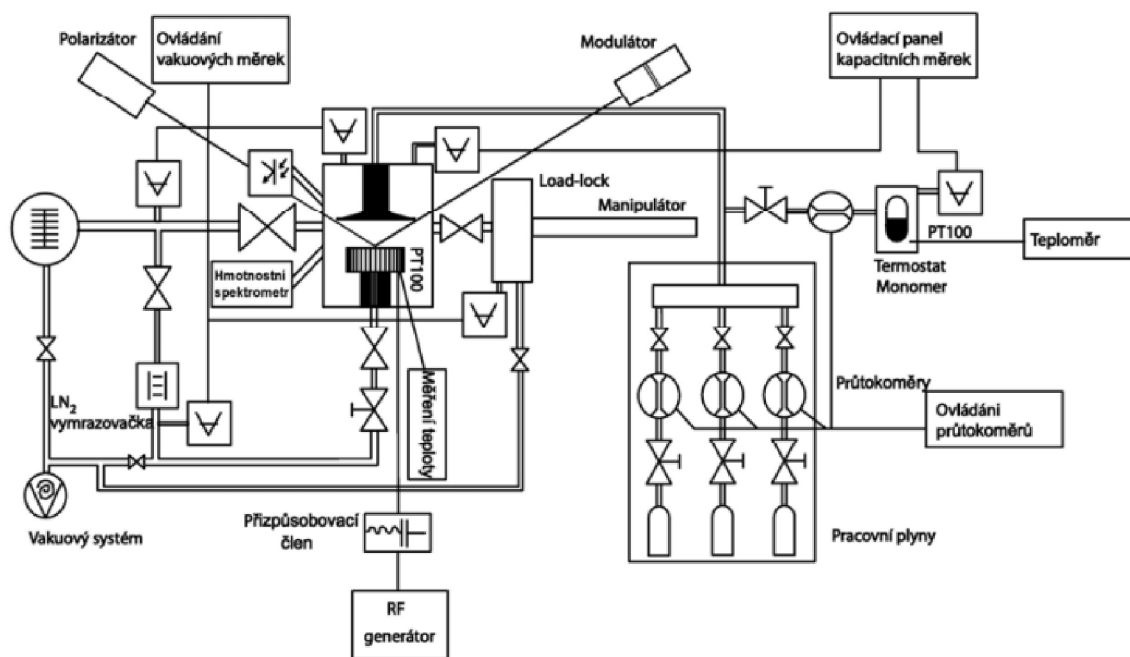 Polarizátor
Ovládání
vakuových měrek
Modulátor
Ovládací panel
kapacitních měrek
Load-lock
Manipulátor
PT100
Teploměr
Termostat
Monomer
Hmotnostní
spektrometr
PT100
LN2
vymrazovačka
Měření teploty
Průtokoměry
Ovládáni
průtokoměrů
Vakuový systém
Přizpůsobovací
člen
Pracovní plyny
RF
generátor